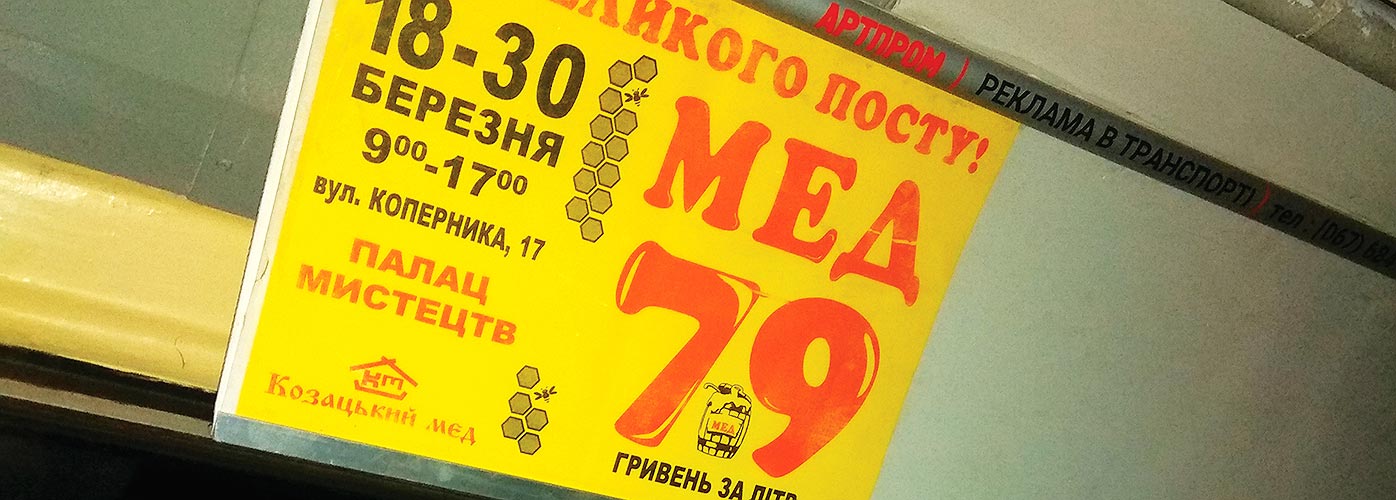 ВЕЛИКОГО ПОСТУ!
18-30
БЕРЕЗНЯ
9⁰⁰-17⁰⁰
вул. КОПЕРНИКА, 17
ПАЛАЦ
МИСТЕЦТВ
КМ
Козацький мед
МЕД
79
МЕД
ГРИВЕНЬ ЗА ЛІТР
АРТПРОМ ) РЕКЛАМА В ТРАНСПОРТІ ) тел : (067) 68